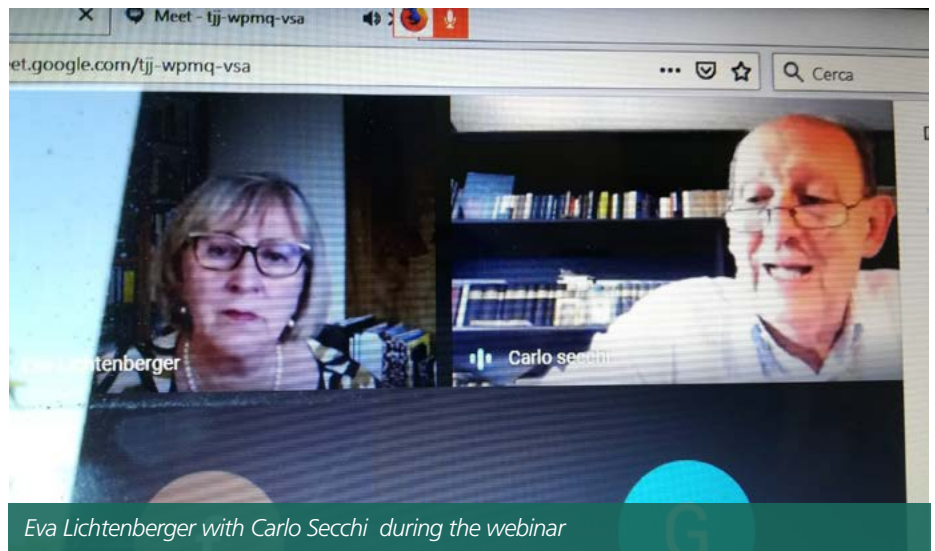 Meet - tjj-wpmq-vsa
et.google.com/tjj-wpmq-vsa
Cerca
Lichtenberger
Carlo secchi
G
Eva Lichtenberger with Carlo Secchi during the webinar